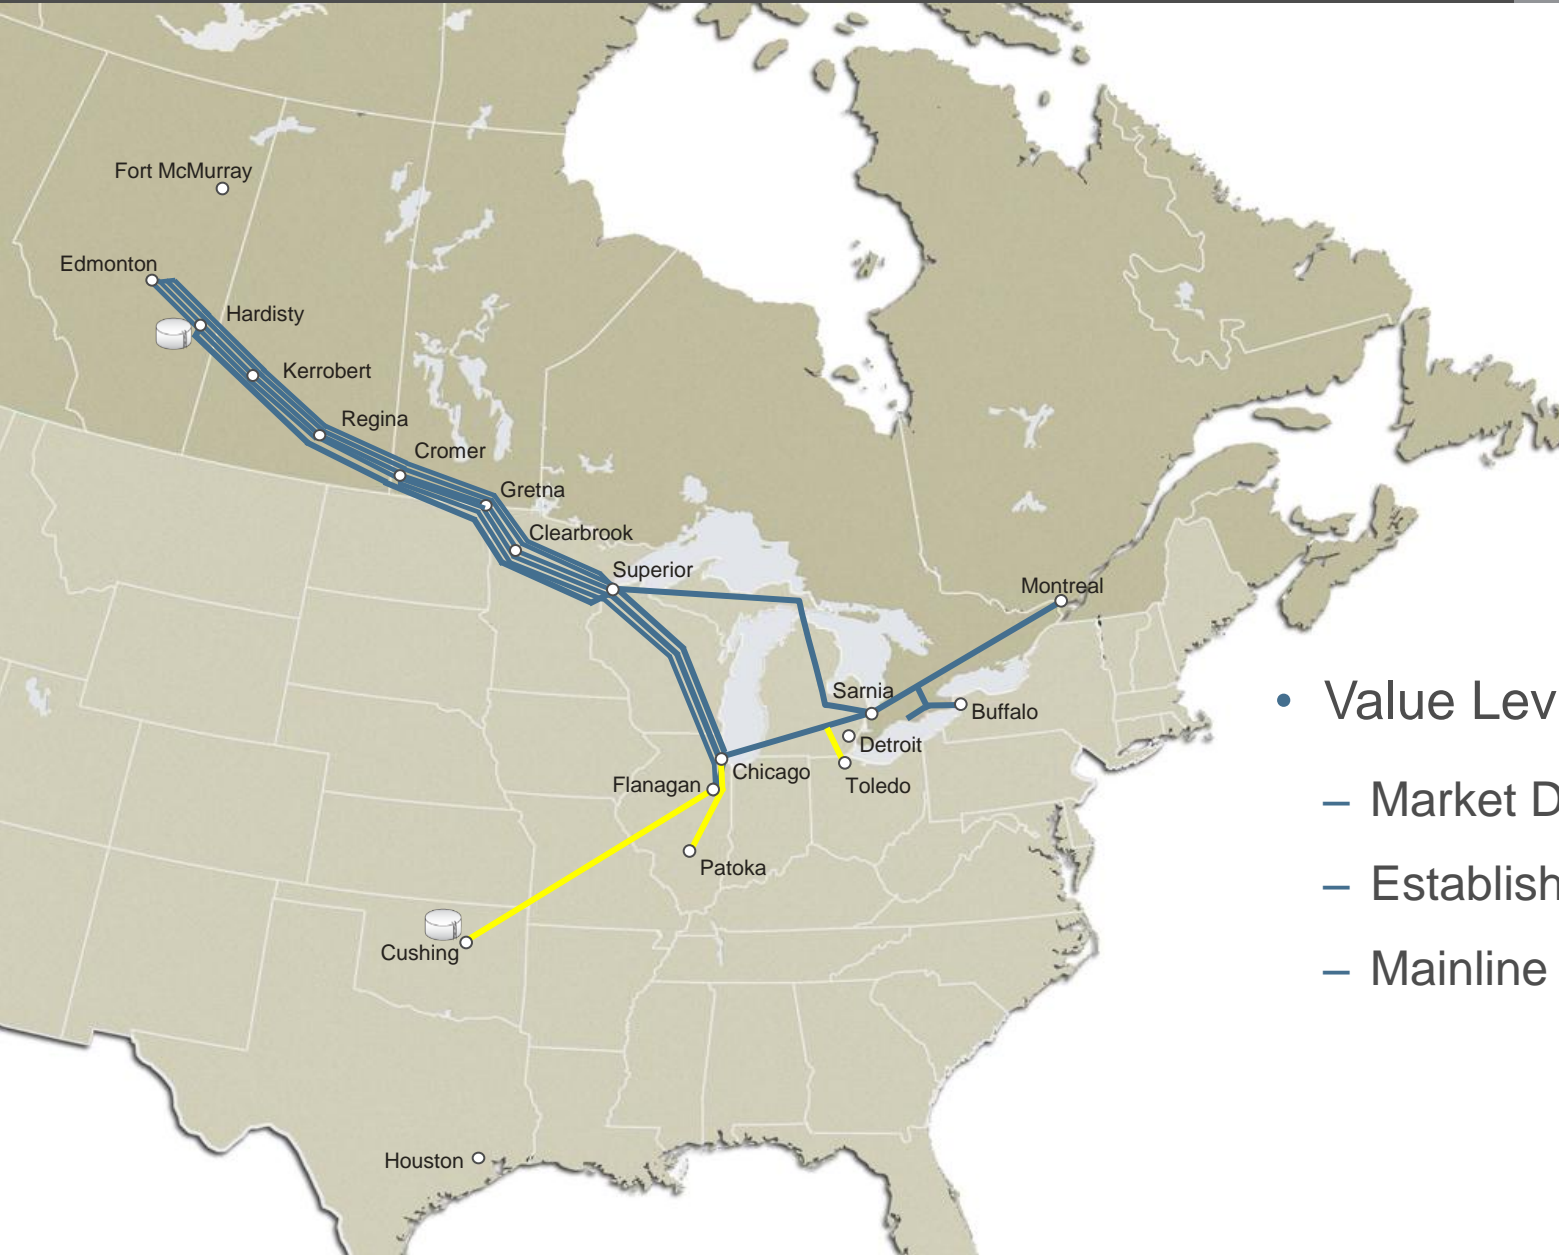 Fort McMurray
Edmonton
Hardisty
Kerrobert
Regina
Cromer
Gretna
Clearbrook
Superior
Montreal
Sarnia
Buffalo
Detroit
Chicago
Flanagan
Toledo
Patoka
Cushing
Houston
• Value Lev
– Market D
– Establish
– Mainline